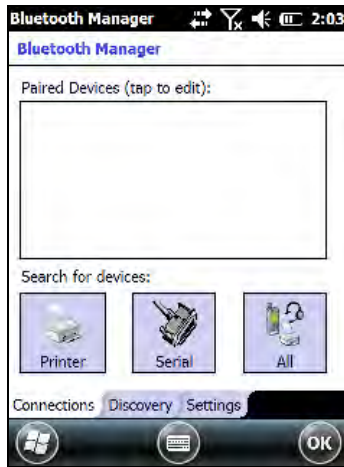 Bluetooth Manager 2:03
Bluetooth Manager
Paired Devices (tap to edit):
Search for devices:
Printer Serial All
Connections Discovery Settings
OK